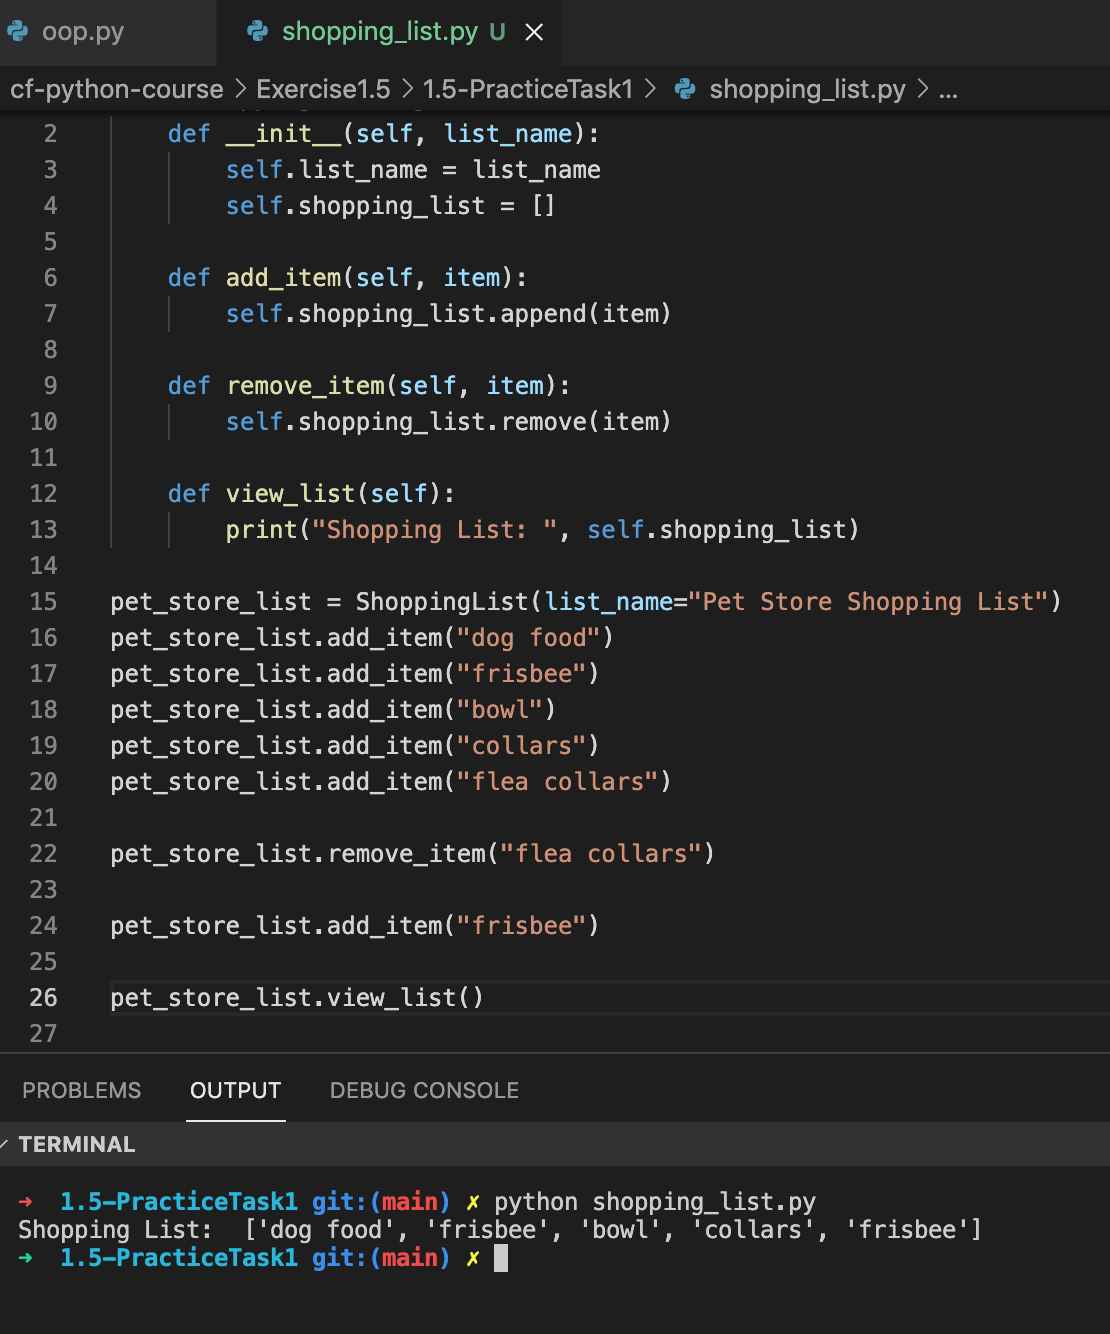 oop.py
shopping_list.py U
cf-python-course > Exercise1.5 > 1.5-PracticeTask1 > shopping_list.py > ...
2 def __init__(self, list_name):
3 self.list_name = list_name
4 self.shopping_list = []
5
6 def add_item(self, item):
7 self.shopping_list.append(item)
8
9 def remove_item(self, item):
10 self.shopping_list.remove(item)
11
12 def view_list(self):
13 print("Shopping List: ", self.shopping_list)
14
15 pet_store_list = ShoppingList(list_name="Pet Store Shopping List")
16 pet_store_list.add_item("dog food")
17 pet_store_list.add_item("frisbee")
18 pet_store_list.add_item("bowl")
19 pet_store_list.add_item("collars")
20 pet_store_list.add_item("flea collars")
21
22 pet_store_list.remove_item("flea collars")
23
24 pet_store_list.add_item("frisbee")
25
26 pet_store_list.view_list()
27
PROBLEMS OUTPUT DEBUG CONSOLE
TERMINAL
→ 1.5-PracticeTask1 git:(main) ✗ python shopping_list.py
Shopping List:  ['dog food', 'frisbee', 'bowl', 'collars', 'frisbee']
→ 1.5-PracticeTask1 git:(main) ✗